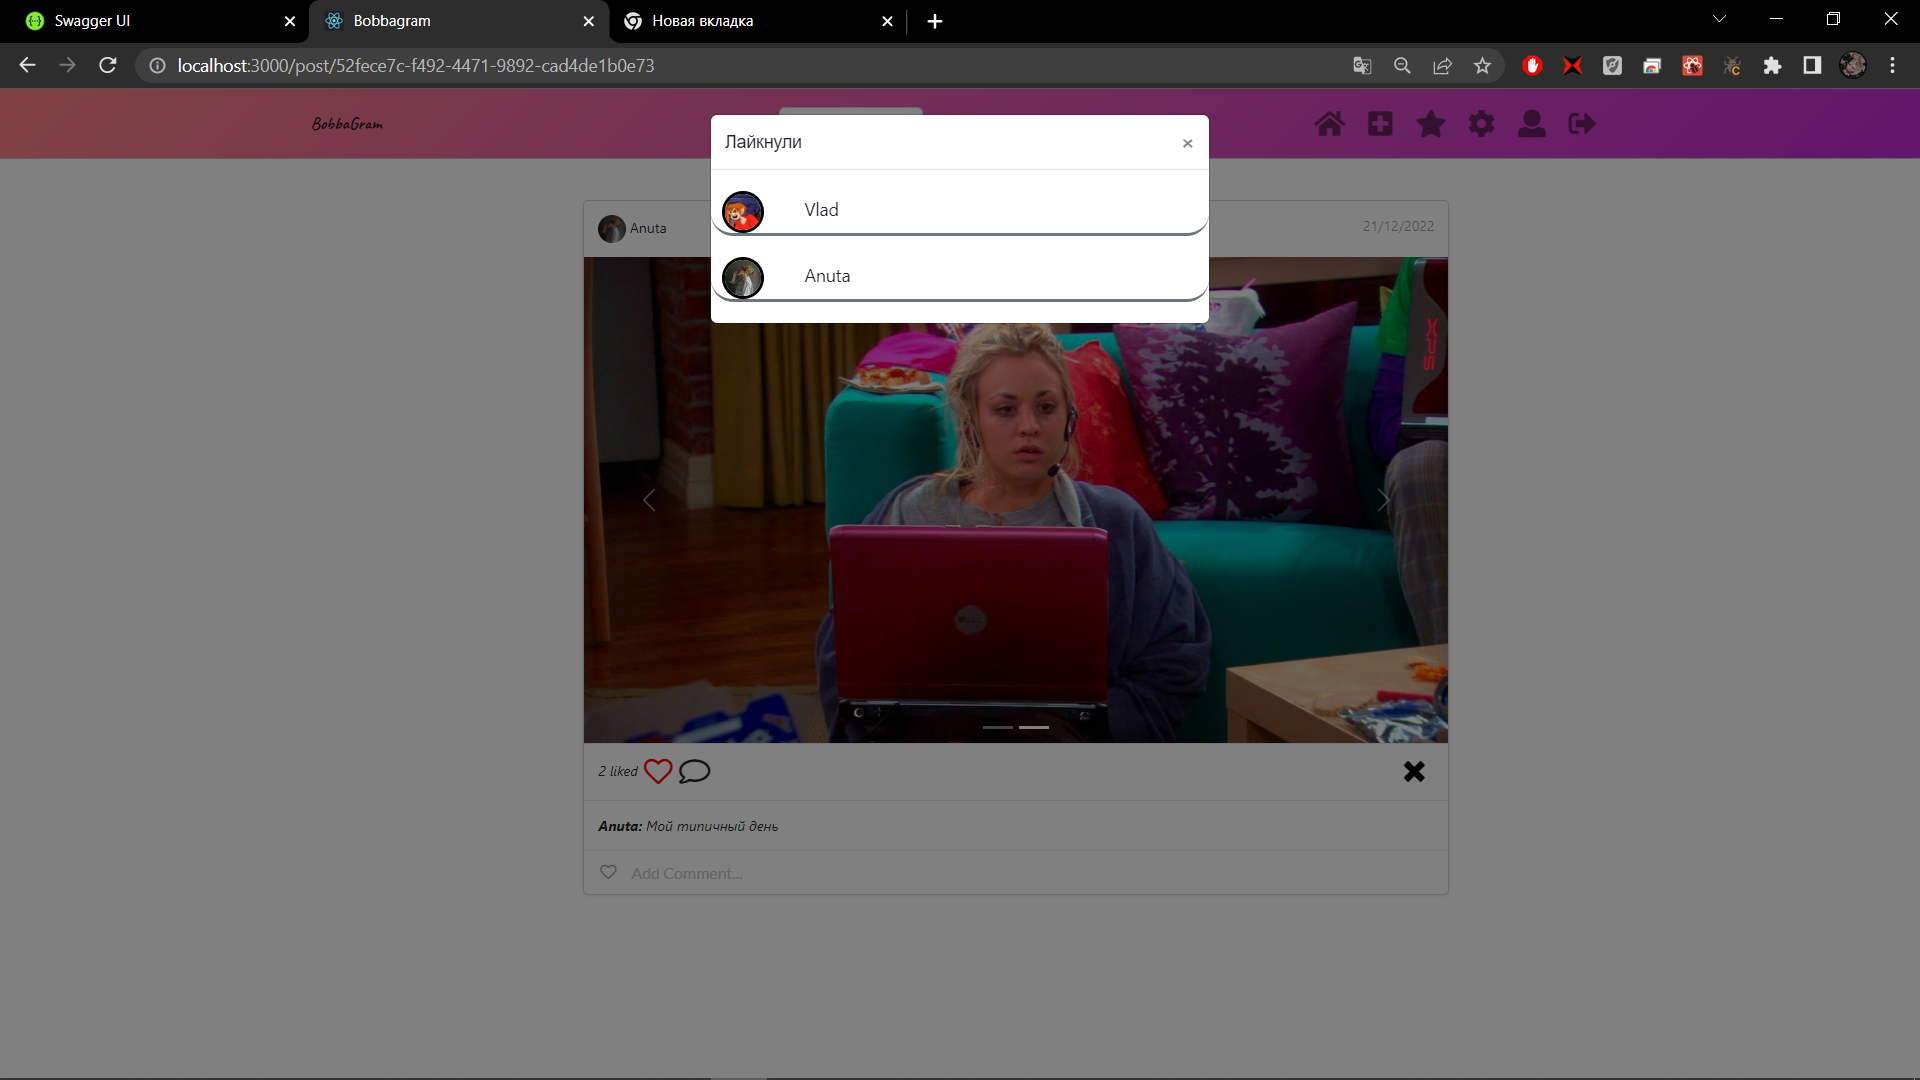 Swagger UI
Bobbagram
Новая вкладка
localhost:3000/post/52fece7c-f492-4471-9892-cad4de1b0e73
BobbaGram
Лайкнули
×
Vlad
Anuta
Anuta
21/12/2022
2 liked
Anuta: Мой типичный день
Add Comment...